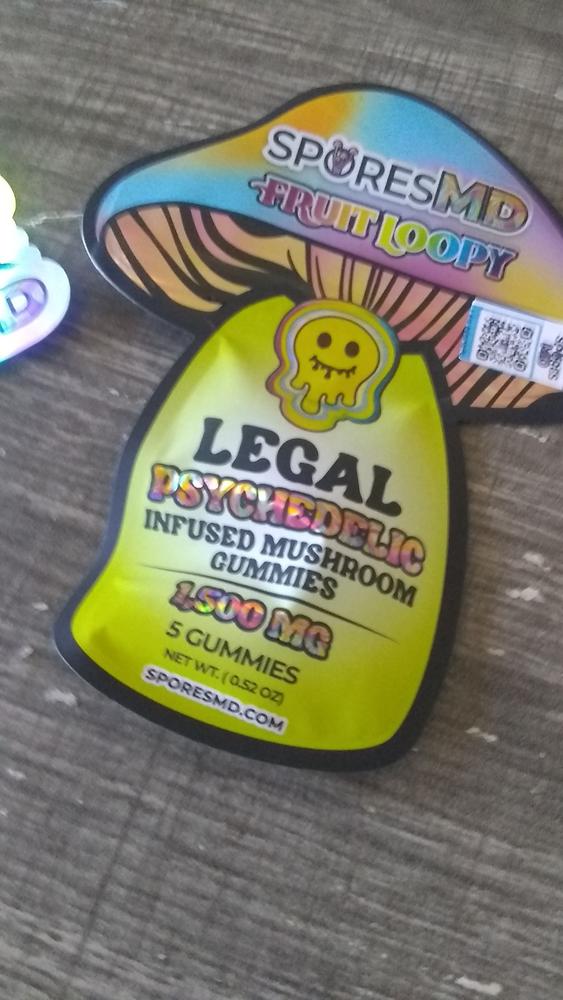 SPORESMD
FRUIT LOOPY
LEGAL
PSYCHEDELIC
INFUSED MUSHROOM
GUMMIES
1,500 MG
5 GUMMIES
NET WT. ( 0.52 OZ)
SPORESMD.COM